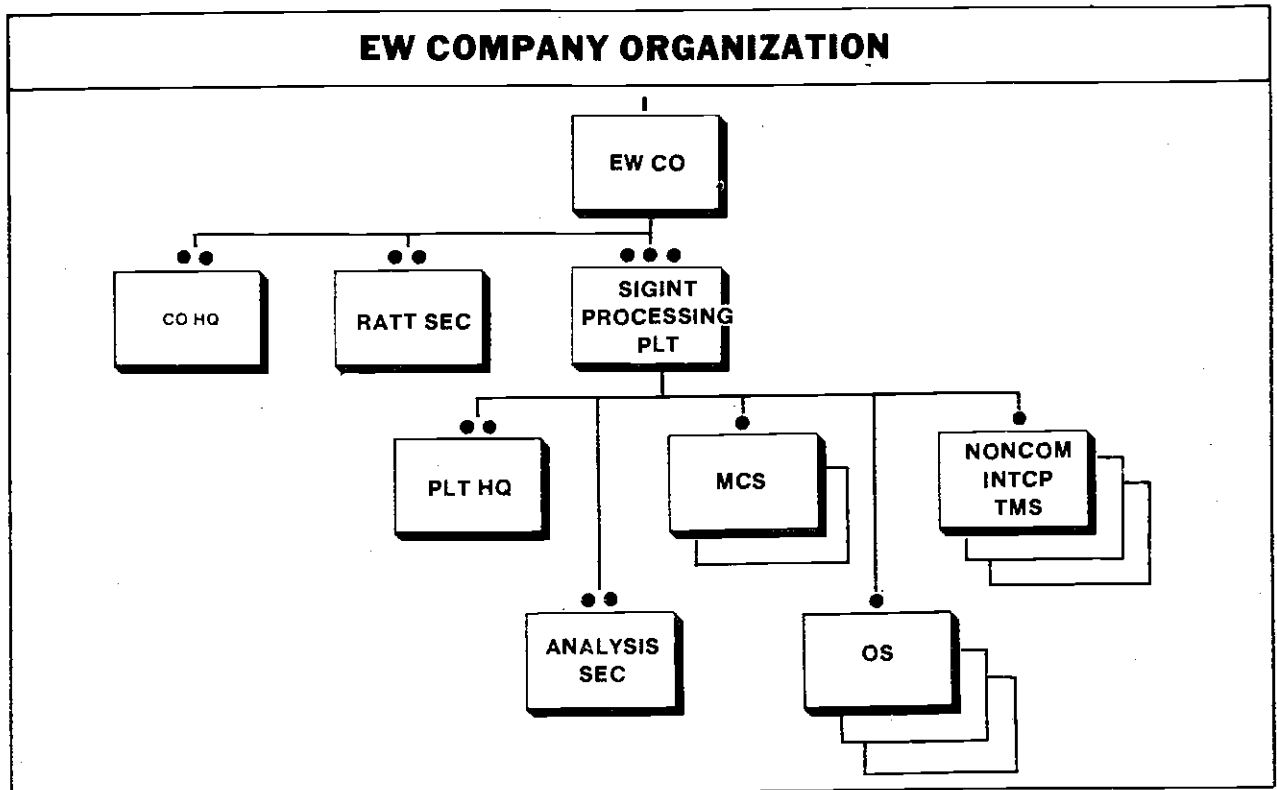 EW COMPANY ORGANIZATION
EW CO
CO HQ
RATT SEC
SIGINT
PROCESSING
PLT
PLT HQ
MCS
NONCOM
INTCP
TMS
ANALYSIS
SEC
OS